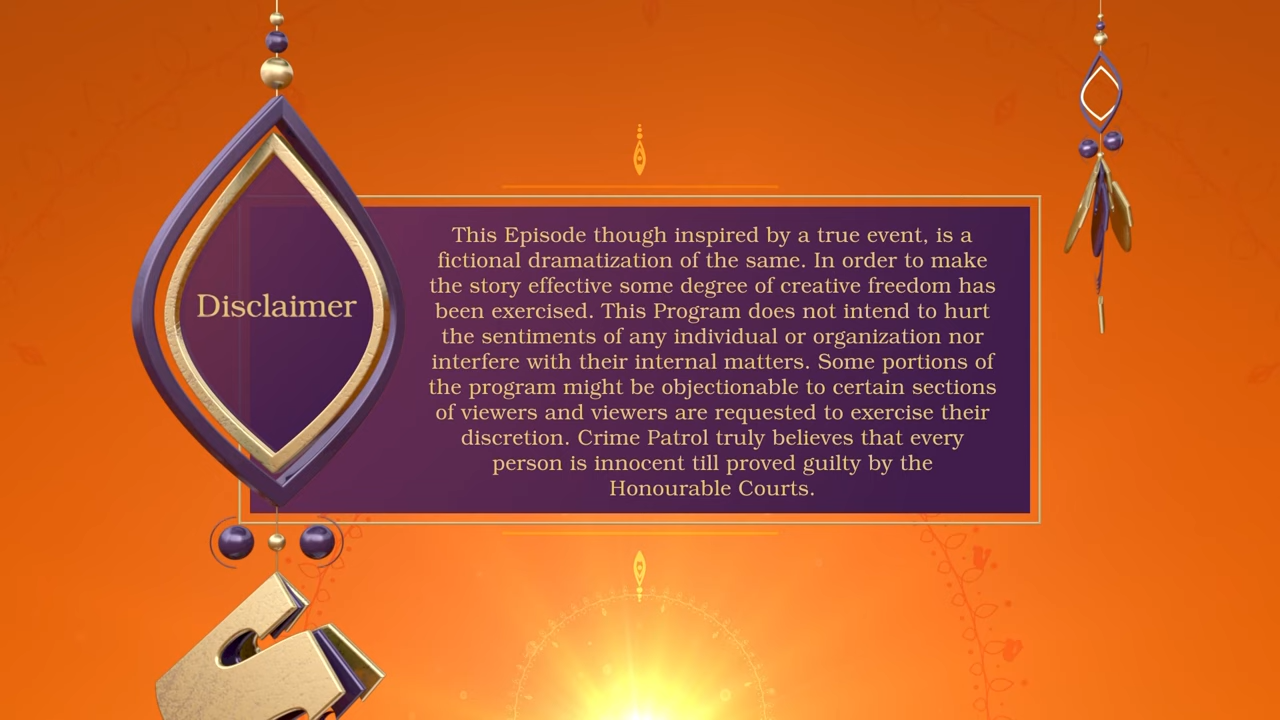 Disclaimer
This Episode though inspired by a true event, is a
fictional dramatization of the same. In order to make
the story effective some degree of creative freedom has
been exercised. This Program does not intend to hurt
the sentiments of any individual or organization nor
interfere with their internal matters. Some portions of
the program might be objectionable to certain sections
of viewers and viewers are requested to exercise their
discretion. Crime Patrol truly believes that every
person is innocent till proved guilty by the
Honourable Courts.